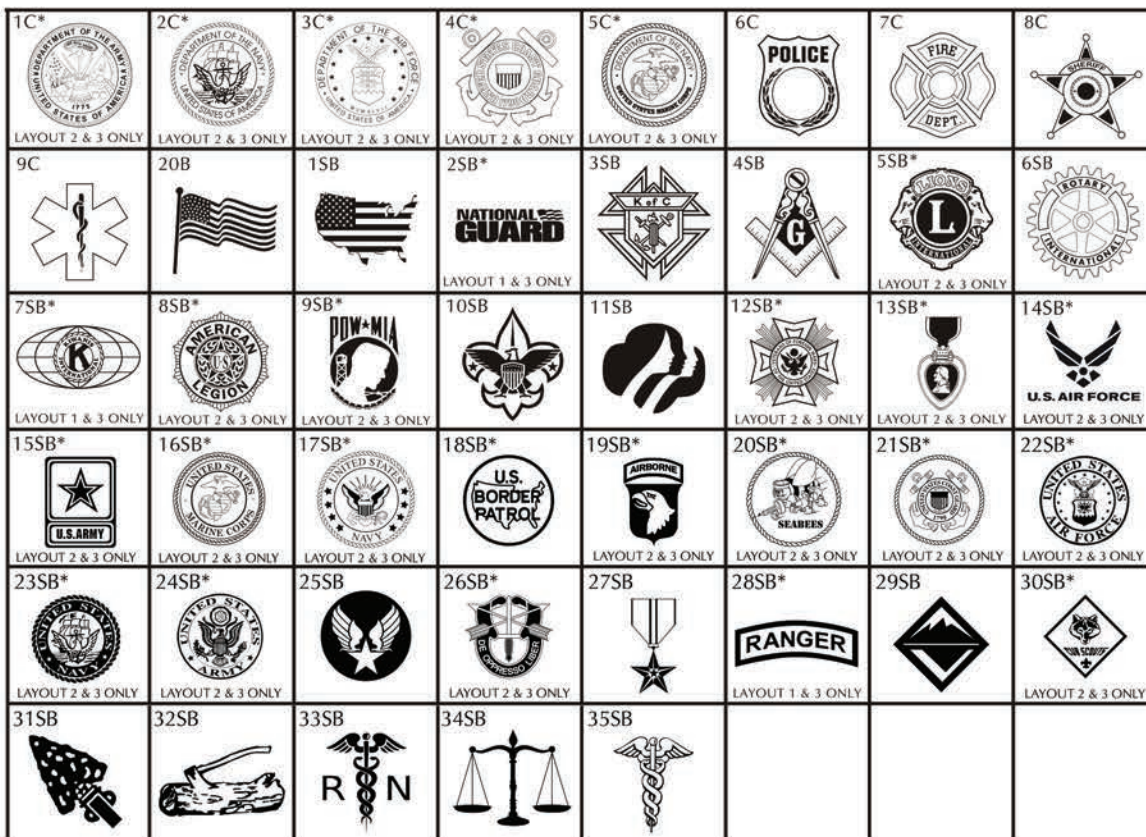 1C*
DEPARTMENT OF THE ARMY
UNITED STATES OF AMERICA
1775
LAYOUT 2 & 3 ONLY
2C*
DEPARTMENT OF THE NAVY
UNITED STATES OF AMERICA
LAYOUT 2 & 3 ONLY
3C*
DEPARTMENT OF THE AIR FORCE
UNITED STATES OF AMERICA
LAYOUT 2 & 3 ONLY
4C*
LAYOUT 2 & 3 ONLY
5C*
DEPARTMENT OF THE NAVY
UNITED STATES MARINE CORPS
LAYOUT 2 & 3 ONLY
6C
POLICE
7C
FIRE
DEPT.
8C
SHERIFF
9C
20B
1SB
2SB*
NATIONAL
GUARD
LAYOUT 1 & 3 ONLY
3SB
K of C
4SB
G
5SB*
LIONS
L
INTERNATIONAL
LAYOUT 2 & 3 ONLY
6SB
ROTARY
INTERNATIONAL
7SB*
K
LAYOUT 1 & 3 ONLY
8SB*
AMERICAN
US
LEGION
LAYOUT 2 & 3 ONLY
9SB*
POW★MIA
LAYOUT 2 & 3 ONLY
10SB
11SB
12SB*
LAYOUT 2 & 3 ONLY
13SB*
LAYOUT 2 & 3 ONLY
14SB*
U.S. AIR FORCE
LAYOUT 2 & 3 ONLY
15SB*
U.S. ARMY
LAYOUT 2 & 3 ONLY
16SB*
UNITED STATES
MARINE CORPS
LAYOUT 2 & 3 ONLY
17SB*
UNITED STATES
NAVY
LAYOUT 2 & 3 ONLY
18SB*
U.S.
BORDER
PATROL
LAYOUT 2 & 3 ONLY
19SB*
AIRBORNE
LAYOUT 2 & 3 ONLY
20SB*
SEABEES
LAYOUT 2 & 3 ONLY
21SB*
LAYOUT 2 & 3 ONLY
22SB*
UNITED STATES
AIR FORCE
LAYOUT 2 & 3 ONLY
23SB*
UNITED STATES
NAVY
LAYOUT 2 & 3 ONLY
24SB*
UNITED STATES
ARMY
LAYOUT 2 & 3 ONLY
25SB
26SB*
DE OPPRESSO LIBER
LAYOUT 2 & 3 ONLY
27SB
28SB*
RANGER
LAYOUT 1 & 3 ONLY
29SB
30SB*
CUB SCOUTS
LAYOUT 2 & 3 ONLY
31SB
32SB
33SB
R N
34SB
35SB